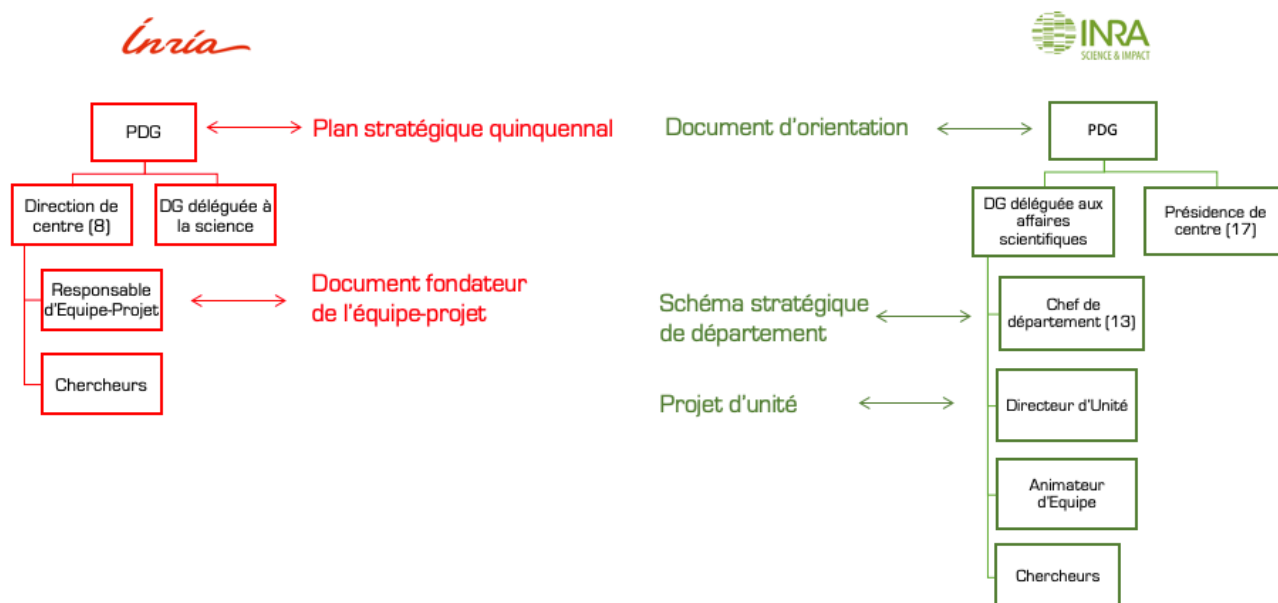 Inria
INRA
SCIENCE & IMPACT
PDG
Plan stratégique quinquennal
Direction de
centre (8)
DG déléguée à
la science
Responsable
d'Equipe-Projet
Document fondateur
de l'équipe-projet
Chercheurs
Document d'orientation
PDG
DG déléguée aux
affaires
scientifiques
Présidence de
centre (17)
Schéma stratégique
de département
Chef de
département (13)
Projet d'unité
Directeur d'Unité
Animateur
d'Equipe
Chercheurs